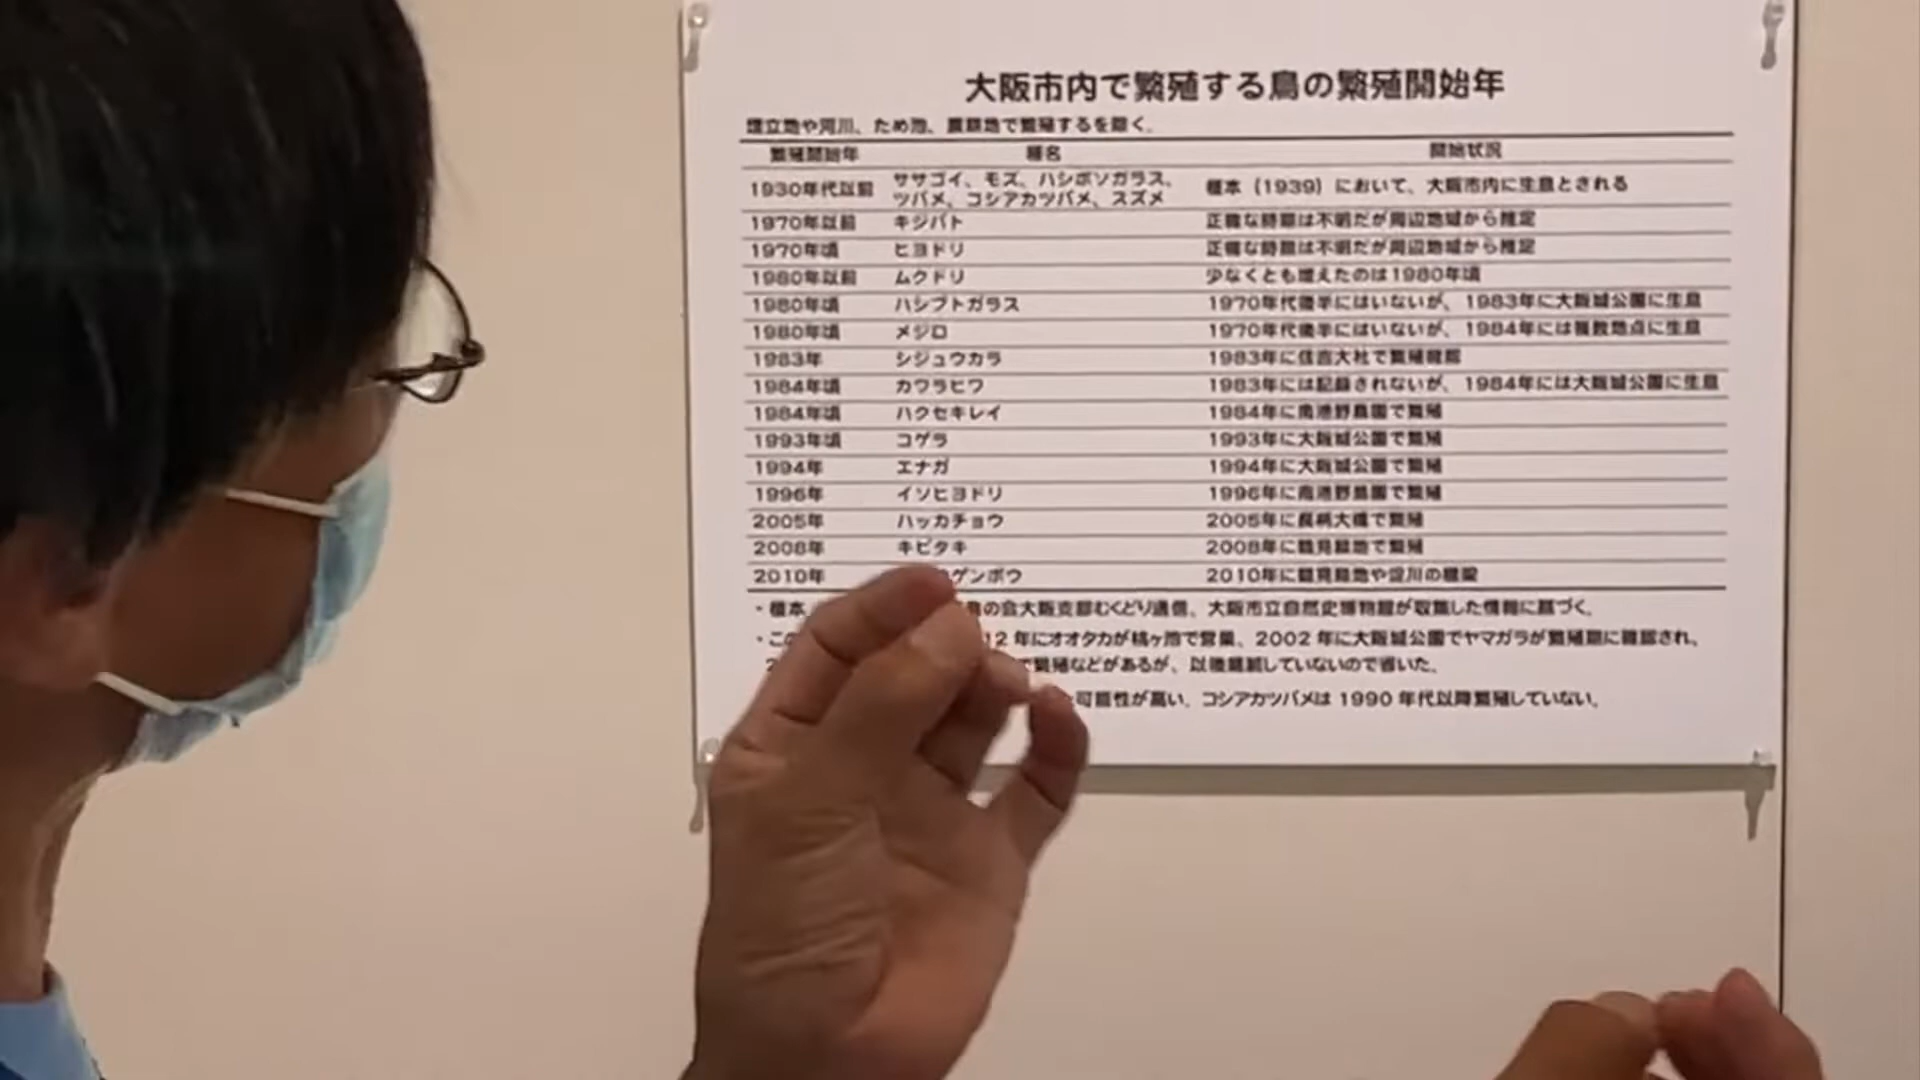 大阪市内で繁殖する鳥の繁殖開始年
埋立地や河川、ため池、農耕地で繁殖するを除く。
繁殖開始年 種名 開始状況
1930年代以前 ササゴイ、モズ、ハシボソガラス、ツバメ、コシアカツバメ、スズメ 榎本（1939）において、大阪市内に生息とされる
1970年以前 キジバト 正確な時期は不明だが周辺地域から推定
1970年頃 ヒヨドリ 正確な時期は不明だが周辺地域から推定
1980年以前 ムクドリ 少なくとも増えたのは1980年頃
1980年頃 ハシブトガラス 1970年代後半にはいないが、1983年に大阪城公園に生息
1980年頃 メジロ 1970年代後半にはいないが、1984年には複数地点に生息
1983年 シジュウカラ 1983年に住吉大社で繁殖確認
1984年頃 カワラヒワ 1983年には記録されないが、1984年には大阪城公園に生息
1984年頃 ハクセキレイ 1984年に南港野鳥園で繁殖
1993年頃 コゲラ 1993年に大阪城公園で繁殖
1994年 エナガ 1994年に大阪城公園で繁殖
1996年 イソヒヨドリ 1996年に南港野鳥園で繁殖
2005年 ハッカチョウ 2005年に長柄大橋で繁殖
2008年 キビタキ 2008年に鶴見緑地で繁殖
2010年 ゲンボウ 2010年に鶴見緑地や淀川の橋梁
・榎本 鳥の会大阪支部むくどり通信、大阪市立自然史博物館が収集した情報に基づく。
・この 12 年にオオタカが桃ヶ池で営巣、2002 年に大阪城公園でヤマガラが繁殖期に確認され、
2 で繁殖などがあるが、以後継続していないので省いた。
た可能性が高い。コシアカツバメは 1990 年代以降繁殖していない。